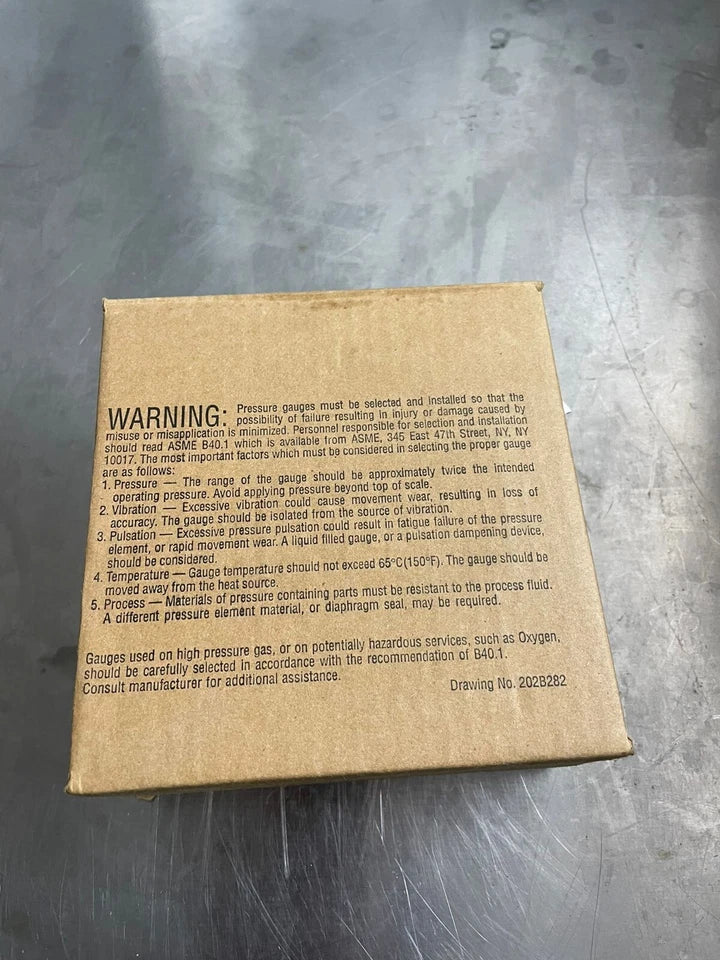 WARNING: Pressure gauges must be selected and installed so that the
possibility of failure resulting in injury or damage caused by
misuse or misapplication is minimized. Personnel responsible for selection and installation
should read ASME B40.1 which is available from ASME, 345 East 47th Street, NY, NY
10017. The most important factors which must be considered in selecting the proper gauge
are as follows:
1. Pressure — The range of the gauge should be approximately twice the intended
operating pressure. Avoid applying pressure beyond top of scale.
2. Vibration — Excessive vibration could cause movement wear, resulting in loss of
accuracy. The gauge should be isolated from the source of vibration.
3. Pulsation — Excessive pressure pulsation could result in fatigue failure of the pressure
element, or rapid movement wear. A liquid filled gauge, or a pulsation dampening device,
should be considered.
4. Temperature — Gauge temperature should not exceed 65°C(150°F). The gauge should be
moved away from the heat source.
5. Process — Materials of pressure containing parts must be resistant to the process fluid.
A different pressure element material, or diaphragm seal, may be required.
Gauges used on high pressure gas, or on potentially hazardous services, such as Oxygen,
should be carefully selected in accordance with the recommendation of B40.1.
Consult manufacturer for additional assistance.
Drawing No. 202B282